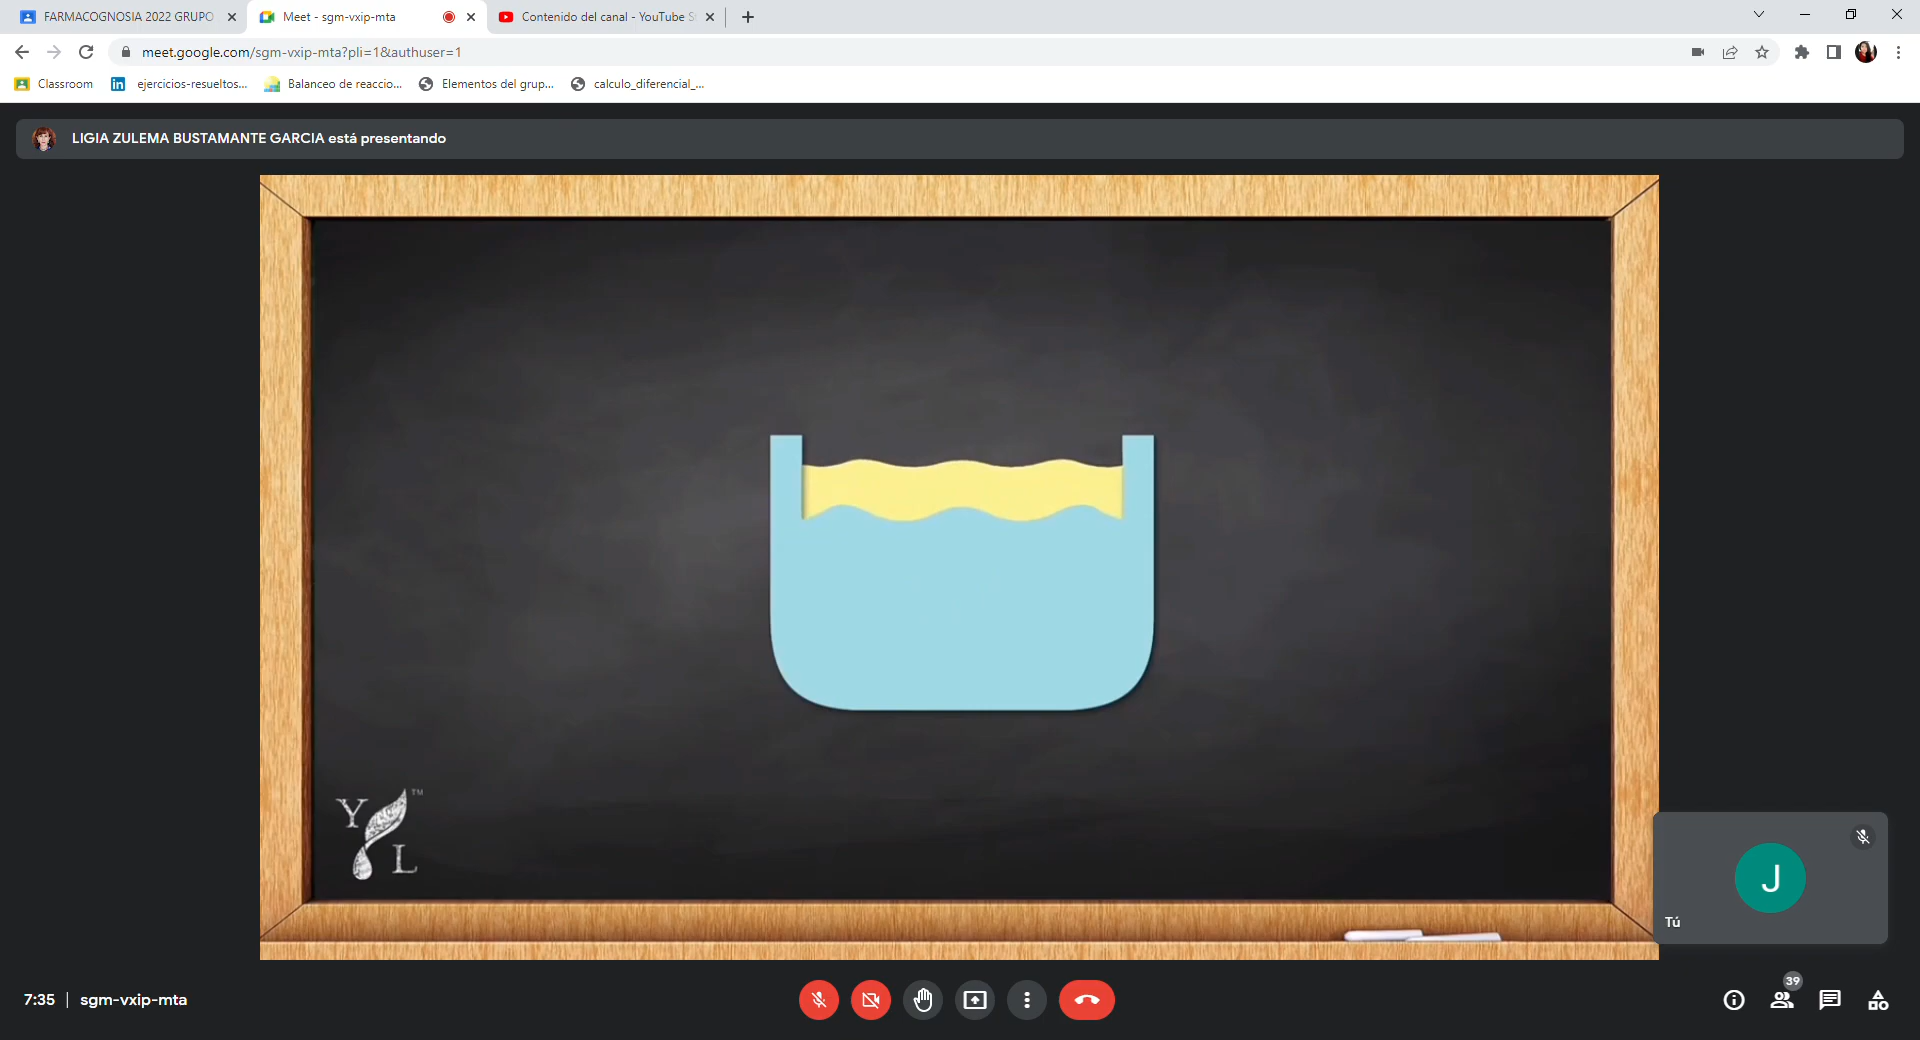 FARMACOGNOSIA 2022 GRUPO
Meet - sgm-vxip-mta
Contenido del canal - YouTube S
meet.google.com/sgm-vxip-mta?pli=1&authuser=1
Classroom
ejercicios-resueltos...
Balanceo de reaccio...
Elementos del grup...
calculo_diferencial_...
LIGIA ZULEMA BUSTAMANTE GARCIA está presentando
Y L ™
J
Tú
7:35 | sgm-vxip-mta
39